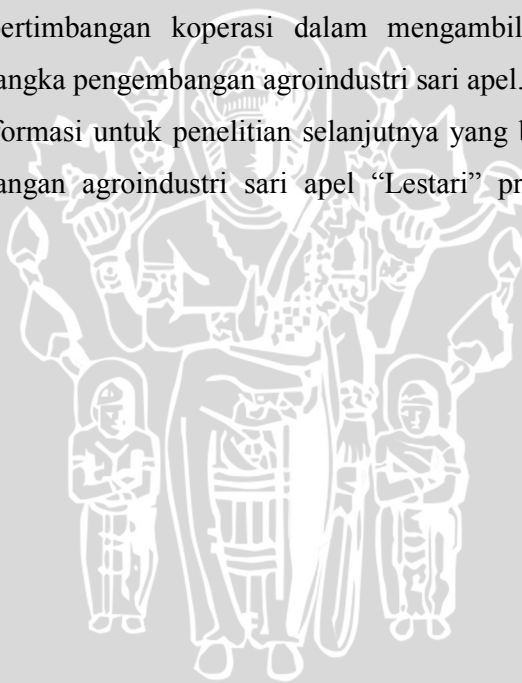 pertimbangan koperasi dalam mengambil
angka pengembangan agroindustri sari apel.
formasi untuk penelitian selanjutnya yang
angan agroindustri sari apel “Lestari”